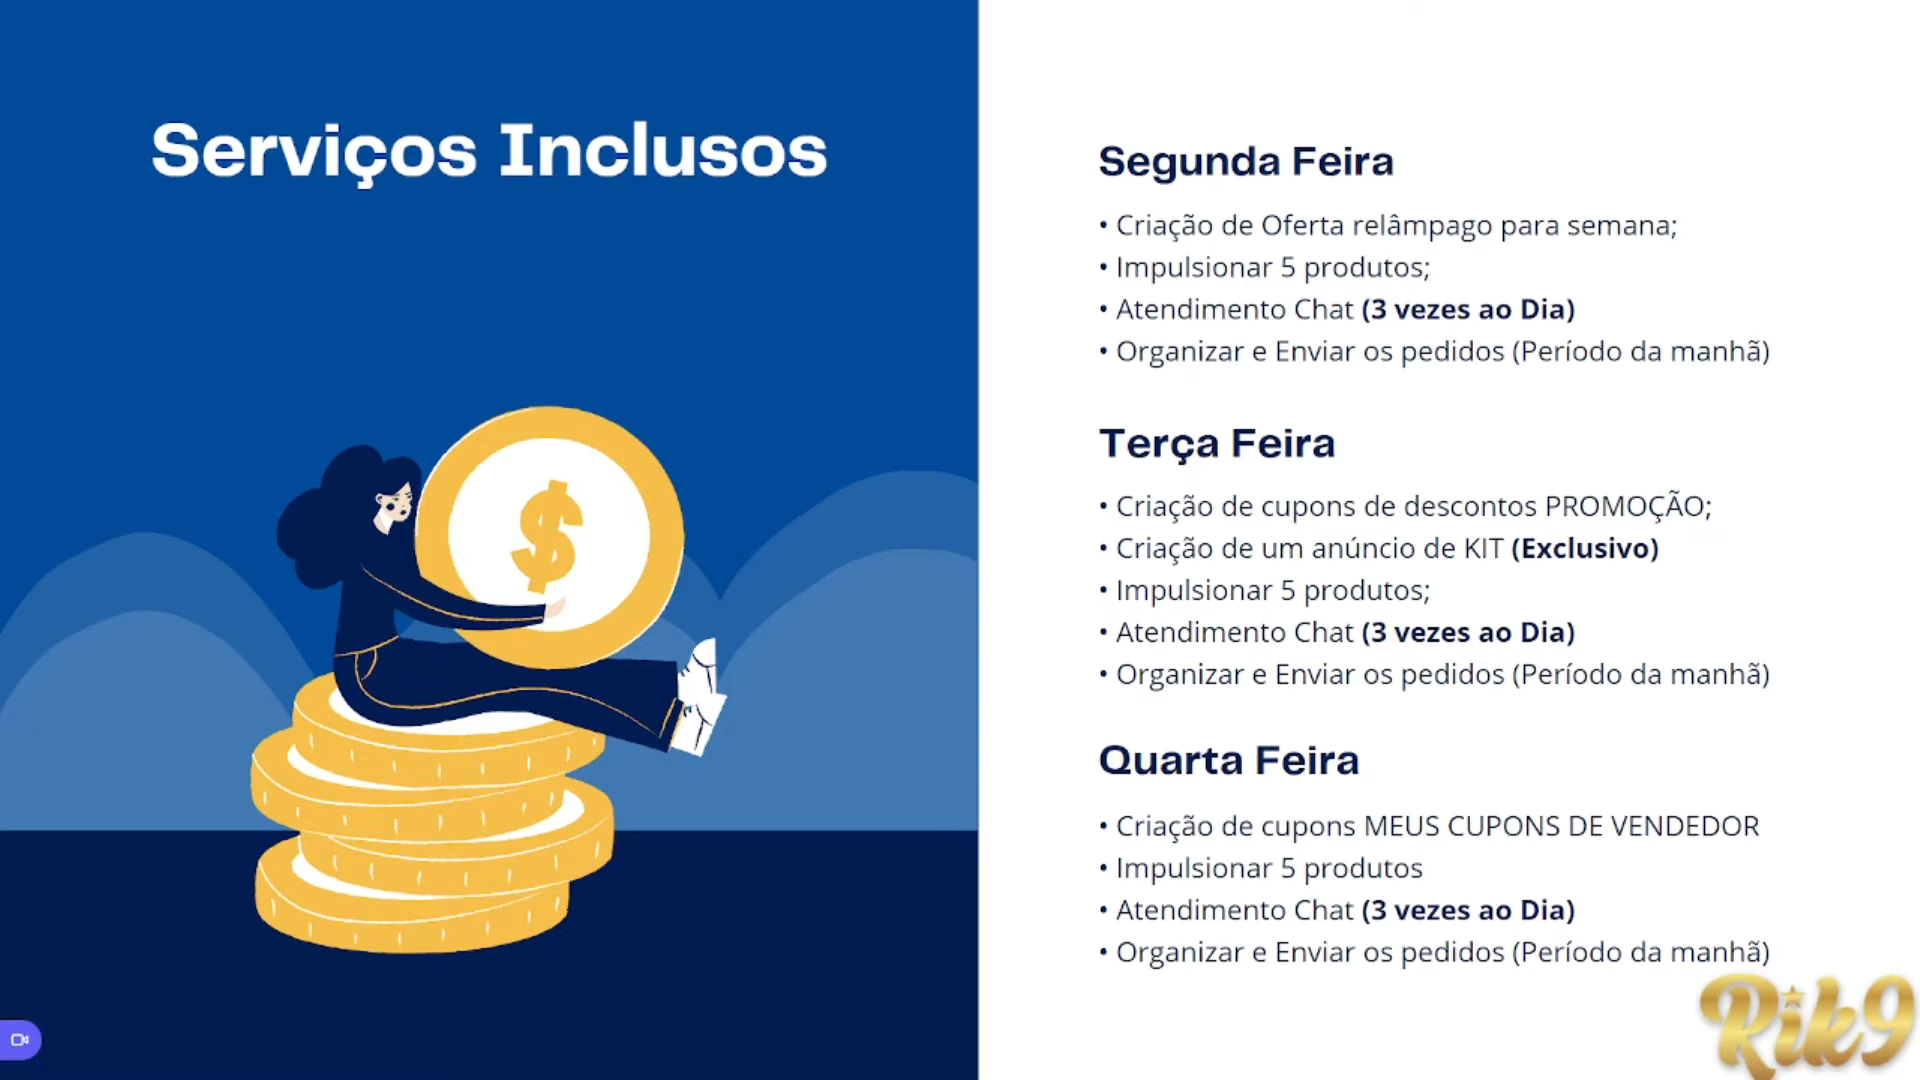 Serviços Inclusos
$
Segunda Feira
• Criação de Oferta relâmpago para semana;
• Impulsionar 5 produtos;
• Atendimento Chat (3 vezes ao Dia)
• Organizar e Enviar os pedidos (Período da manhã)
Terça Feira
• Criação de cupons de descontos PROMOÇÃO;
• Criação de um anúncio de KIT (Exclusivo)
• Impulsionar 5 produtos;
• Atendimento Chat (3 vezes ao Dia)
• Organizar e Enviar os pedidos (Período da manhã)
Quarta Feira
• Criação de cupons MEUS CUPONS DE VENDEDOR
• Impulsionar 5 produtos
• Atendimento Chat (3 vezes ao Dia)
• Organizar e Enviar os pedidos (Período da manhã)
Rik9